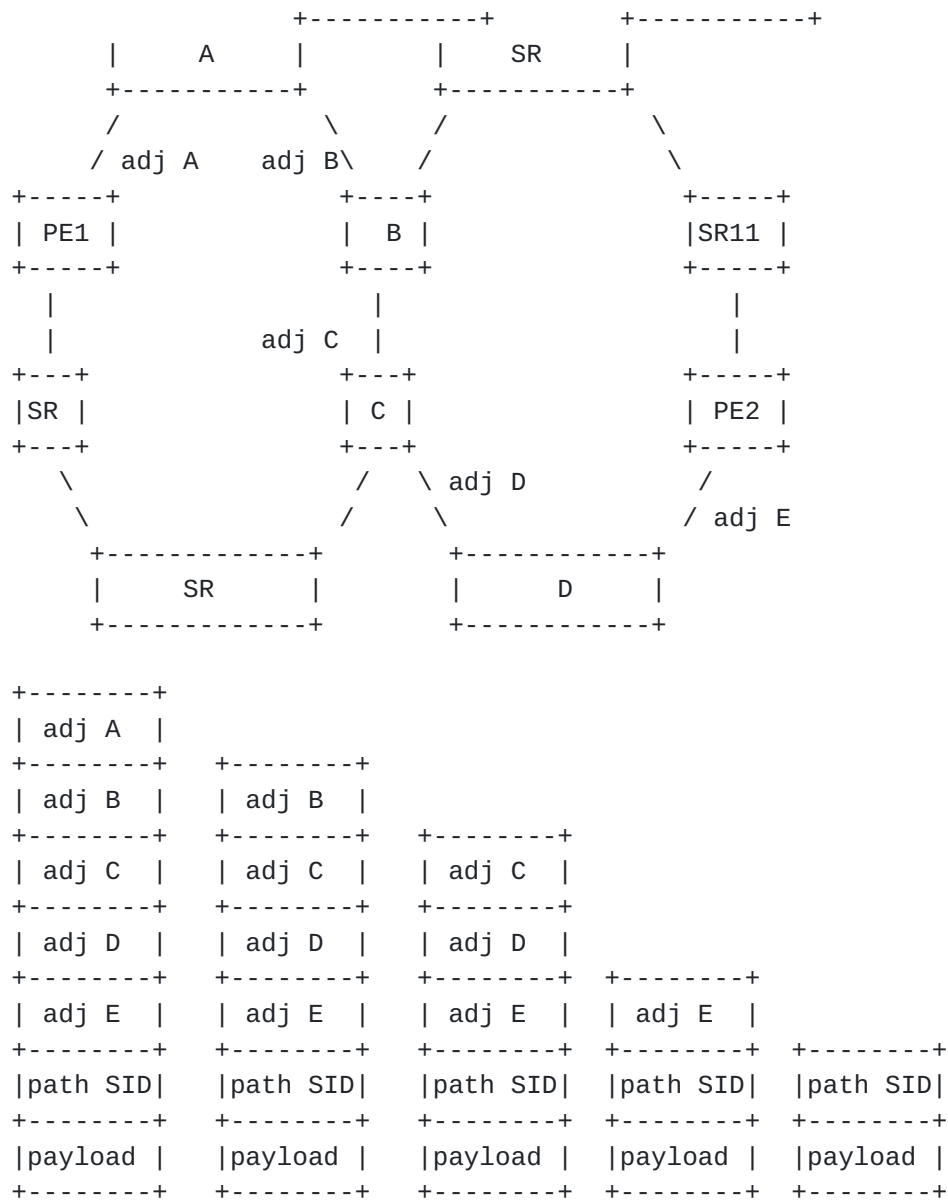 +-----------+        +-----------+
|     A     |        |    SR     |
+-----------+        +-----------+
/             \      /             \
/ adj A    adj B\    /               \
+-----+              +----+                +-----+
| PE1 |              |  B |                |SR11 |
+-----+              +----+                +-----+
|                    |                      |
|             adj C  |                      |
+---+                +---+                 +-----+
|SR |                | C |                 | PE2 |
+---+                +---+                 +-----+
\                  /   \ adj D           /
\                /     \               / adj E
+-------------+        +------------+
|     SR      |        |      D     |
+-------------+        +------------+
+--------+
| adj A  |
+--------+   +--------+
| adj B  |   | adj B  |
+--------+   +--------+   +--------+
| adj C  |   | adj C  |   | adj C  |
+--------+   +--------+   +--------+
| adj D  |   | adj D  |   | adj D  |
+--------+   +--------+   +--------+  +--------+
| adj E  |   | adj E  |   | adj E  |  | adj E  |
+--------+   +--------+   +--------+  +--------+  +--------+
|path SID|   |path SID|   |path SID|  |path SID|  |path SID|
+--------+   +--------+   +--------+  +--------+  +--------+
|payload |   |payload |   |payload |  |payload |  |payload |
+--------+   +--------+   +--------+  +--------+  +--------+